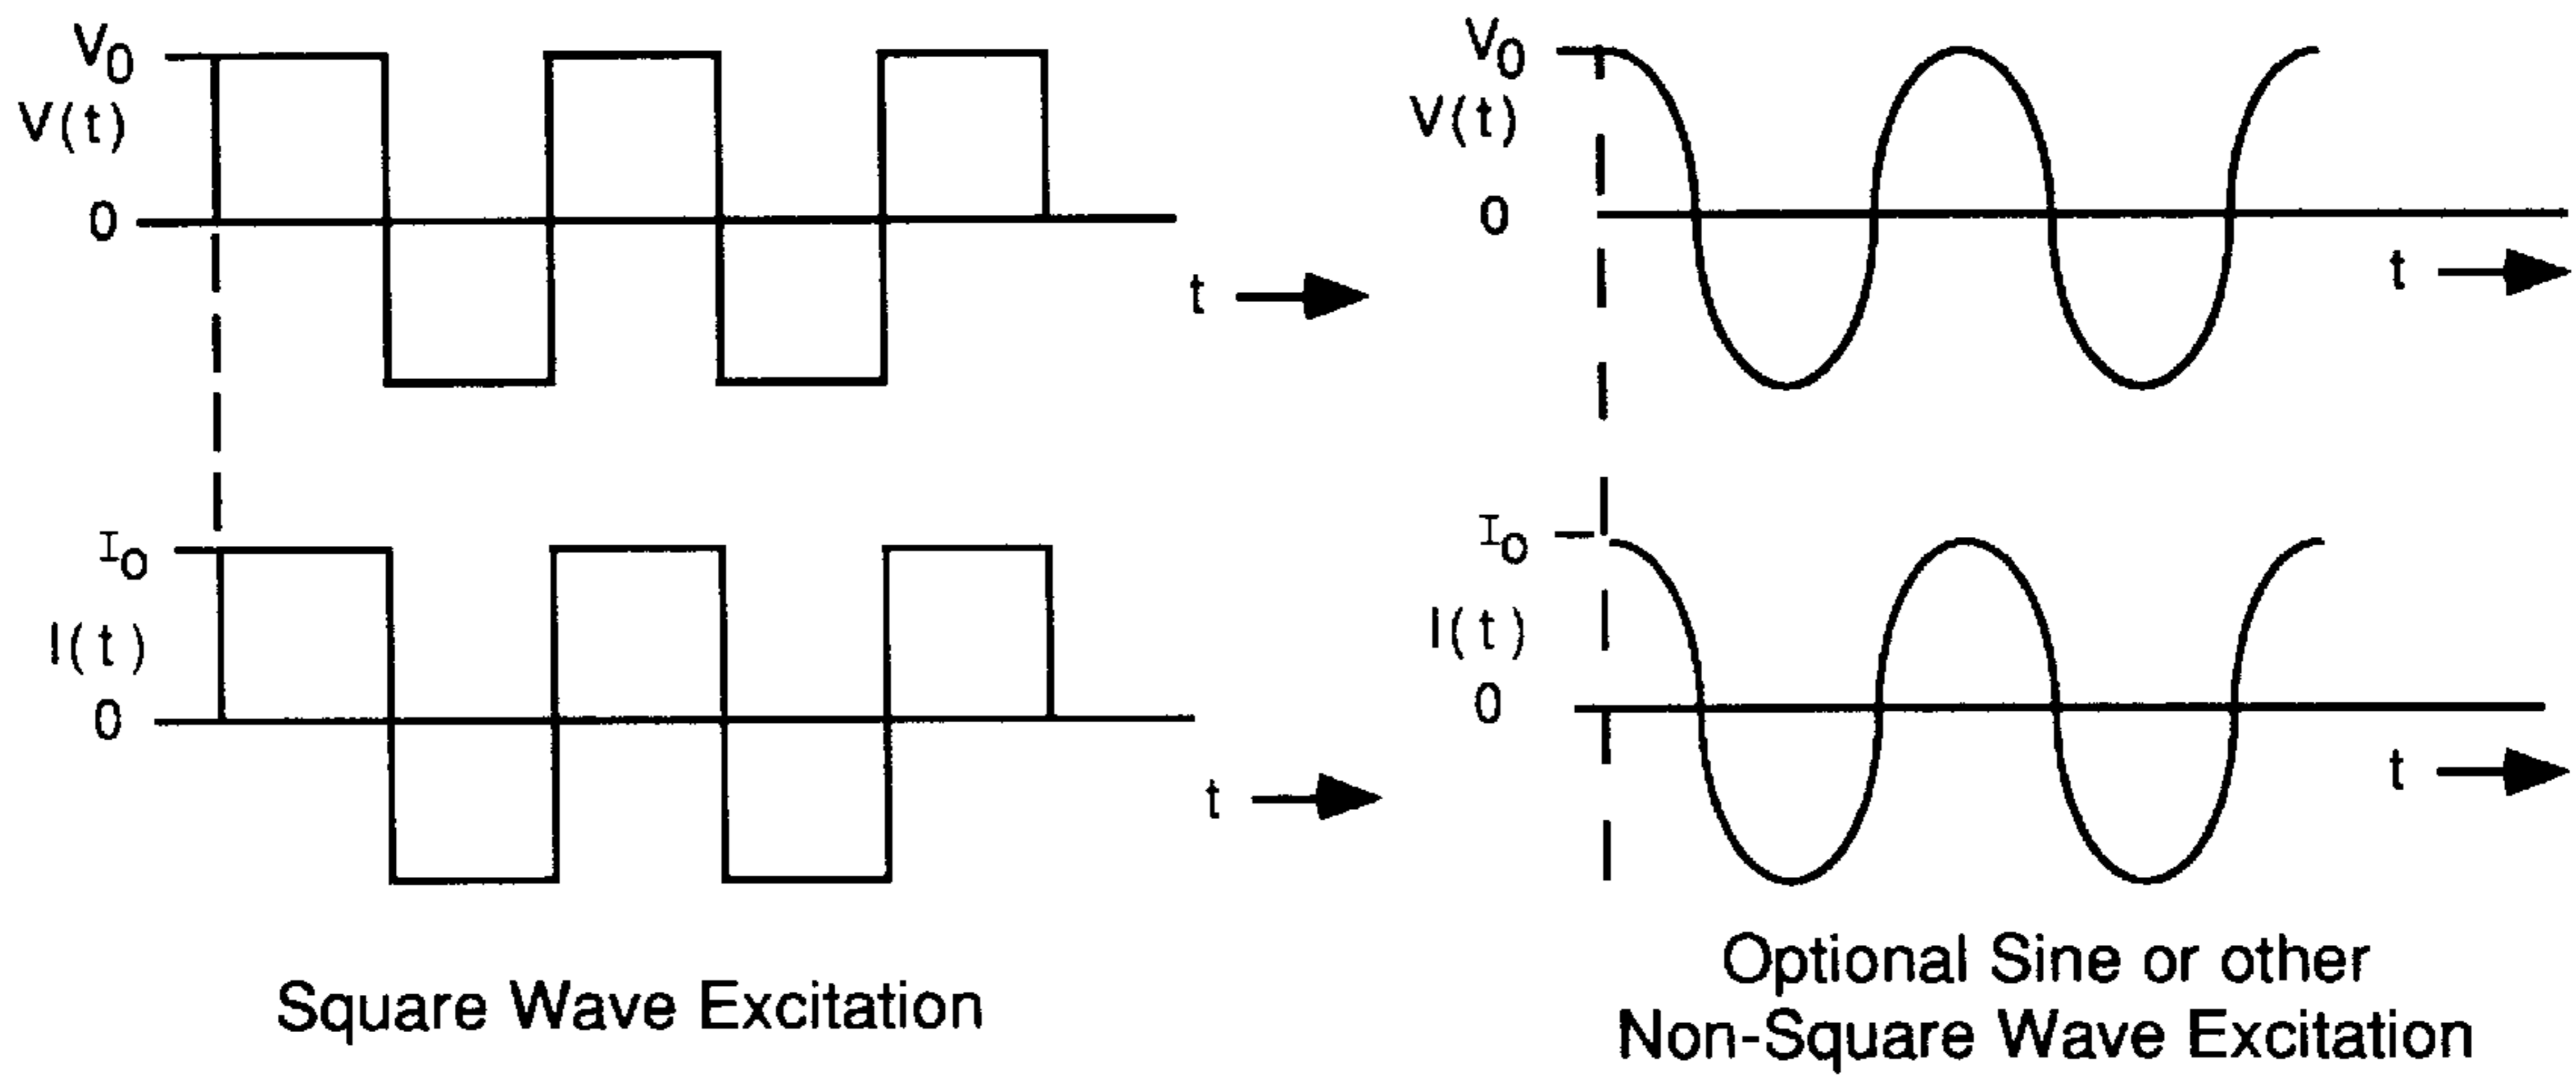 V0
V(t)
0
t
I0
I(t)
0
t
Square Wave Excitation
V0
V(t)
0
t
I0
I(t)
0
t
Optional Sine or other
Non-Square Wave Excitation